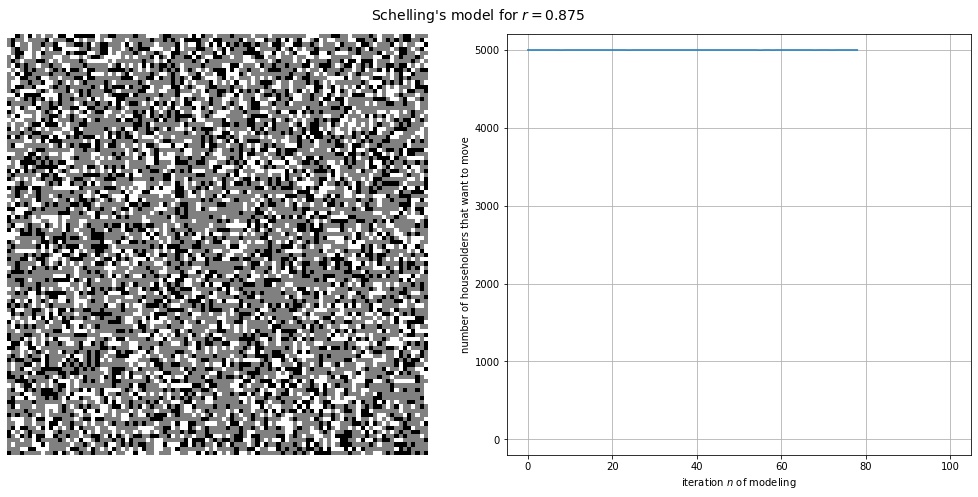 Schelling's model for r = 0.875
number of householders that want to move
5000
4000
3000
2000
1000
0
0 20 40 60 80 100
iteration n of modeling